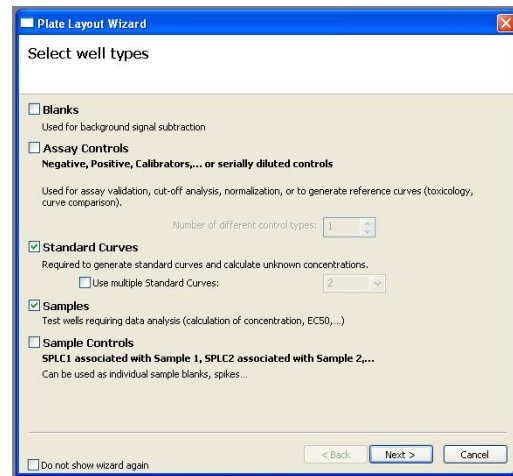 Plate Layout Wizard
Select well types
Blanks
Used for background signal subtraction
Assay Controls
Negative, Positive, Calibrators,... or serially diluted controls
Used for assay validation, cut-off analysis, normalization, or to generate reference curves (toxicology,
curve comparison).
Number of different control types: 1
Standard Curves
Required to generate standard curves and calculate unknown concentrations.
Use multiple Standard Curves: 2
Samples
Test wells requiring data analysis (calculation of concentration, EC50,...)
Sample Controls
SPLC1 associated with Sample 1, SPLC2 associated with Sample 2,...
Can be used as individual sample blanks, spikes...
Do not show wizard again < Back Next > Cancel